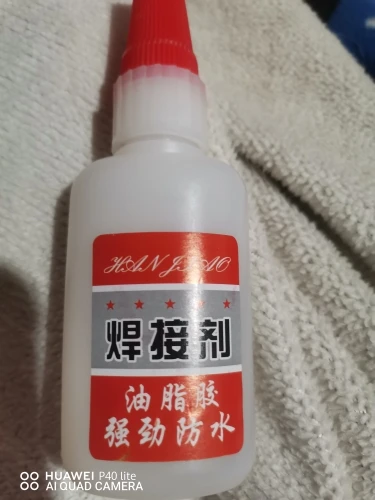 HAN JIAO
★ ★ ★ ★ ★
焊接剂
油脂胶
强劲防水
HUAWEI P40 lite
AI QUAD CAMERA